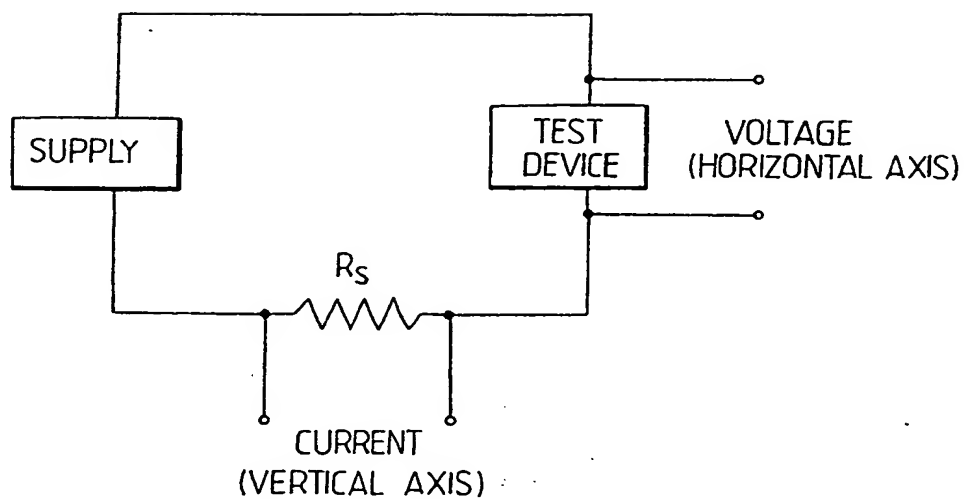 SUPPLY
TEST
DEVICE
VOLTAGE
(HORIZONTAL AXIS)
RS
CURRENT
(VERTICAL AXIS)